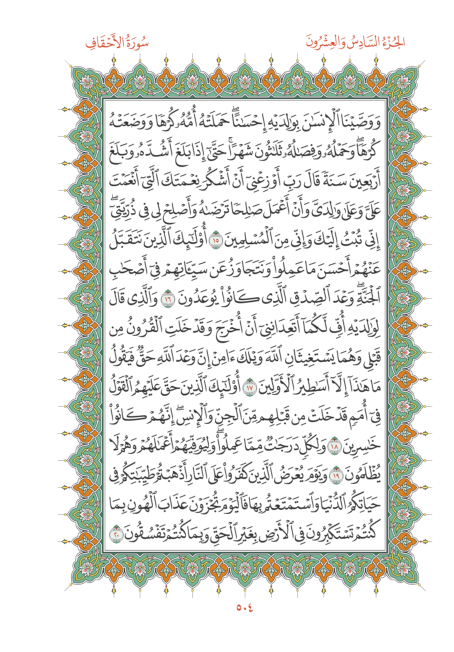 الجُزْءُ السَّادِسُ وَالعِشْرُونَ
سُورَةُ الأَحْقَافِ
وَوَصَّيْنَا ٱلْإِنسَٰنَ بِوَٰلِدَيْهِ إِحْسَٰنًاۖ حَمَلَتْهُ أُمُّهُۥ كُرْهًا وَوَضَعَتْهُ
كُرْهًاۖ وَحَمْلُهُۥ وَفِصَٰلُهُۥ ثَلَٰثُونَ شَهْرًاۚ حَتَّىٰٓ إِذَا بَلَغَ أَشُدَّهُۥ وَبَلَغَ
أَرْبَعِينَ سَنَةً قَالَ رَبِّ أَوْزِعْنِىٓ أَنْ أَشْكُرَ نِعْمَتَكَ ٱلَّتِىٓ أَنْعَمْتَ
عَلَىَّ وَعَلَىٰ وَٰلِدَىَّ وَأَنْ أَعْمَلَ صَٰلِحًا تَرْضَىٰهُ وَأَصْلِحْ لِى فِى ذُرِّيَّتِىٓۖ
إِنِّى تُبْتُ إِلَيْكَ وَإِنِّى مِنَ ٱلْمُسْلِمِينَ ١٥ أُو۟لَٰٓئِكَ ٱلَّذِينَ نَتَقَبَّلُ
عَنْهُمْ أَحْسَنَ مَا عَمِلُوا۟ وَنَتَجَاوَزُ عَن سَيِّـَٔاتِهِمْ فِىٓ أَصْحَٰبِ
ٱلْجَنَّةِۖ وَعْدَ ٱلصِّدْقِ ٱلَّذِى كَانُوا۟ يُوعَدُونَ ١٦ وَٱلَّذِى قَالَ
لِوَٰلِدَيْهِ أُفٍّ لَّكُمَآ أَتَعِدَانِنِىٓ أَنْ أُخْرَجَ وَقَدْ خَلَتِ ٱلْقُرُونُ مِن
قَبْلِى وَهُمَا يَسْتَغِيثَانِ ٱللَّهَ وَيْلَكَ ءَامِنْ إِنَّ وَعْدَ ٱللَّهِ حَقٌّ فَيَقُولُ
مَا هَٰذَآ إِلَّآ أَسَٰطِيرُ ٱلْأَوَّلِينَ ١٧ أُو۟لَٰٓئِكَ ٱلَّذِينَ حَقَّ عَلَيْهِمُ ٱلْقَوْلُ
فِىٓ أُمَمٍ قَدْ خَلَتْ مِن قَبْلِهِم مِّنَ ٱلْجِنِّ وَٱلْإِنسِۖ إِنَّهُمْ كَانُوا۟
خَٰسِرِينَ ١٨ وَلِكُلٍّ دَرَجَٰتٌ مِّمَّا عَمِلُوا۟ۖ وَلِيُوَفِّيَهُمْ أَعْمَٰلَهُمْ وَهُمْ لَا
يُظْلَمُونَ ١٩ وَيَوْمَ يُعْرَضُ ٱلَّذِينَ كَفَرُوا۟ عَلَى ٱلنَّارِ أَذْهَبْتُمْ طَيِّبَٰتِكُمْ فِى
حَيَاتِكُمُ ٱلدُّنْيَا وَٱسْتَمْتَعْتُم بِهَا فَٱلْيَوْمَ تُجْزَوْنَ عَذَابَ ٱلْهُونِ بِمَا
كُنتُمْ تَسْتَكْبِرُونَ فِى ٱلْأَرْضِ بِغَيْرِ ٱلْحَقِّ وَبِمَا كُنتُمْ تَفْسُقُونَ ٢٠
٥٠٤